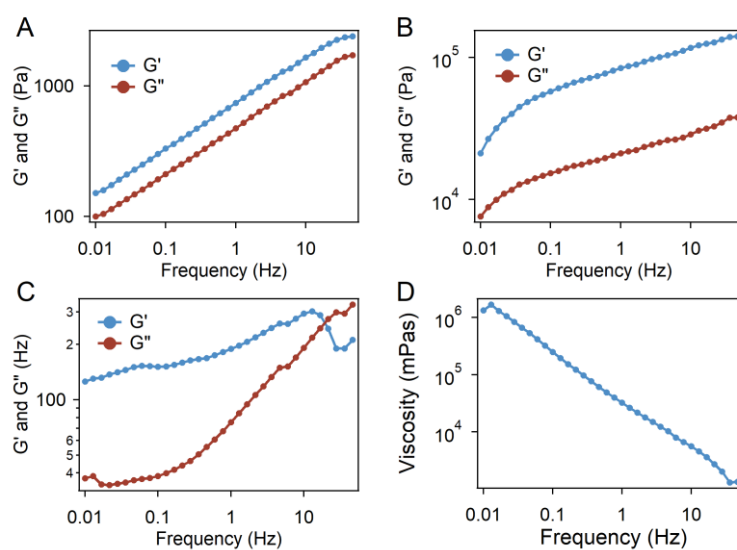 A
G'
G"
1000
100
G' and G" (Pa)
0.01 0.1 1 10
Frequency (Hz)
B
G'
G"
10^5
10^4
G' and G" (Pa)
0.01 0.1 1 10
Frequency (Hz)
C
G'
G"
3
2
100
6
5
4
3
G' and G" (Hz)
0.01 0.1 1 10
Frequency (Hz)
D
10^6
10^5
10^4
Viscosity (mPas)
0.01 0.1 1 10
Frequency (Hz)